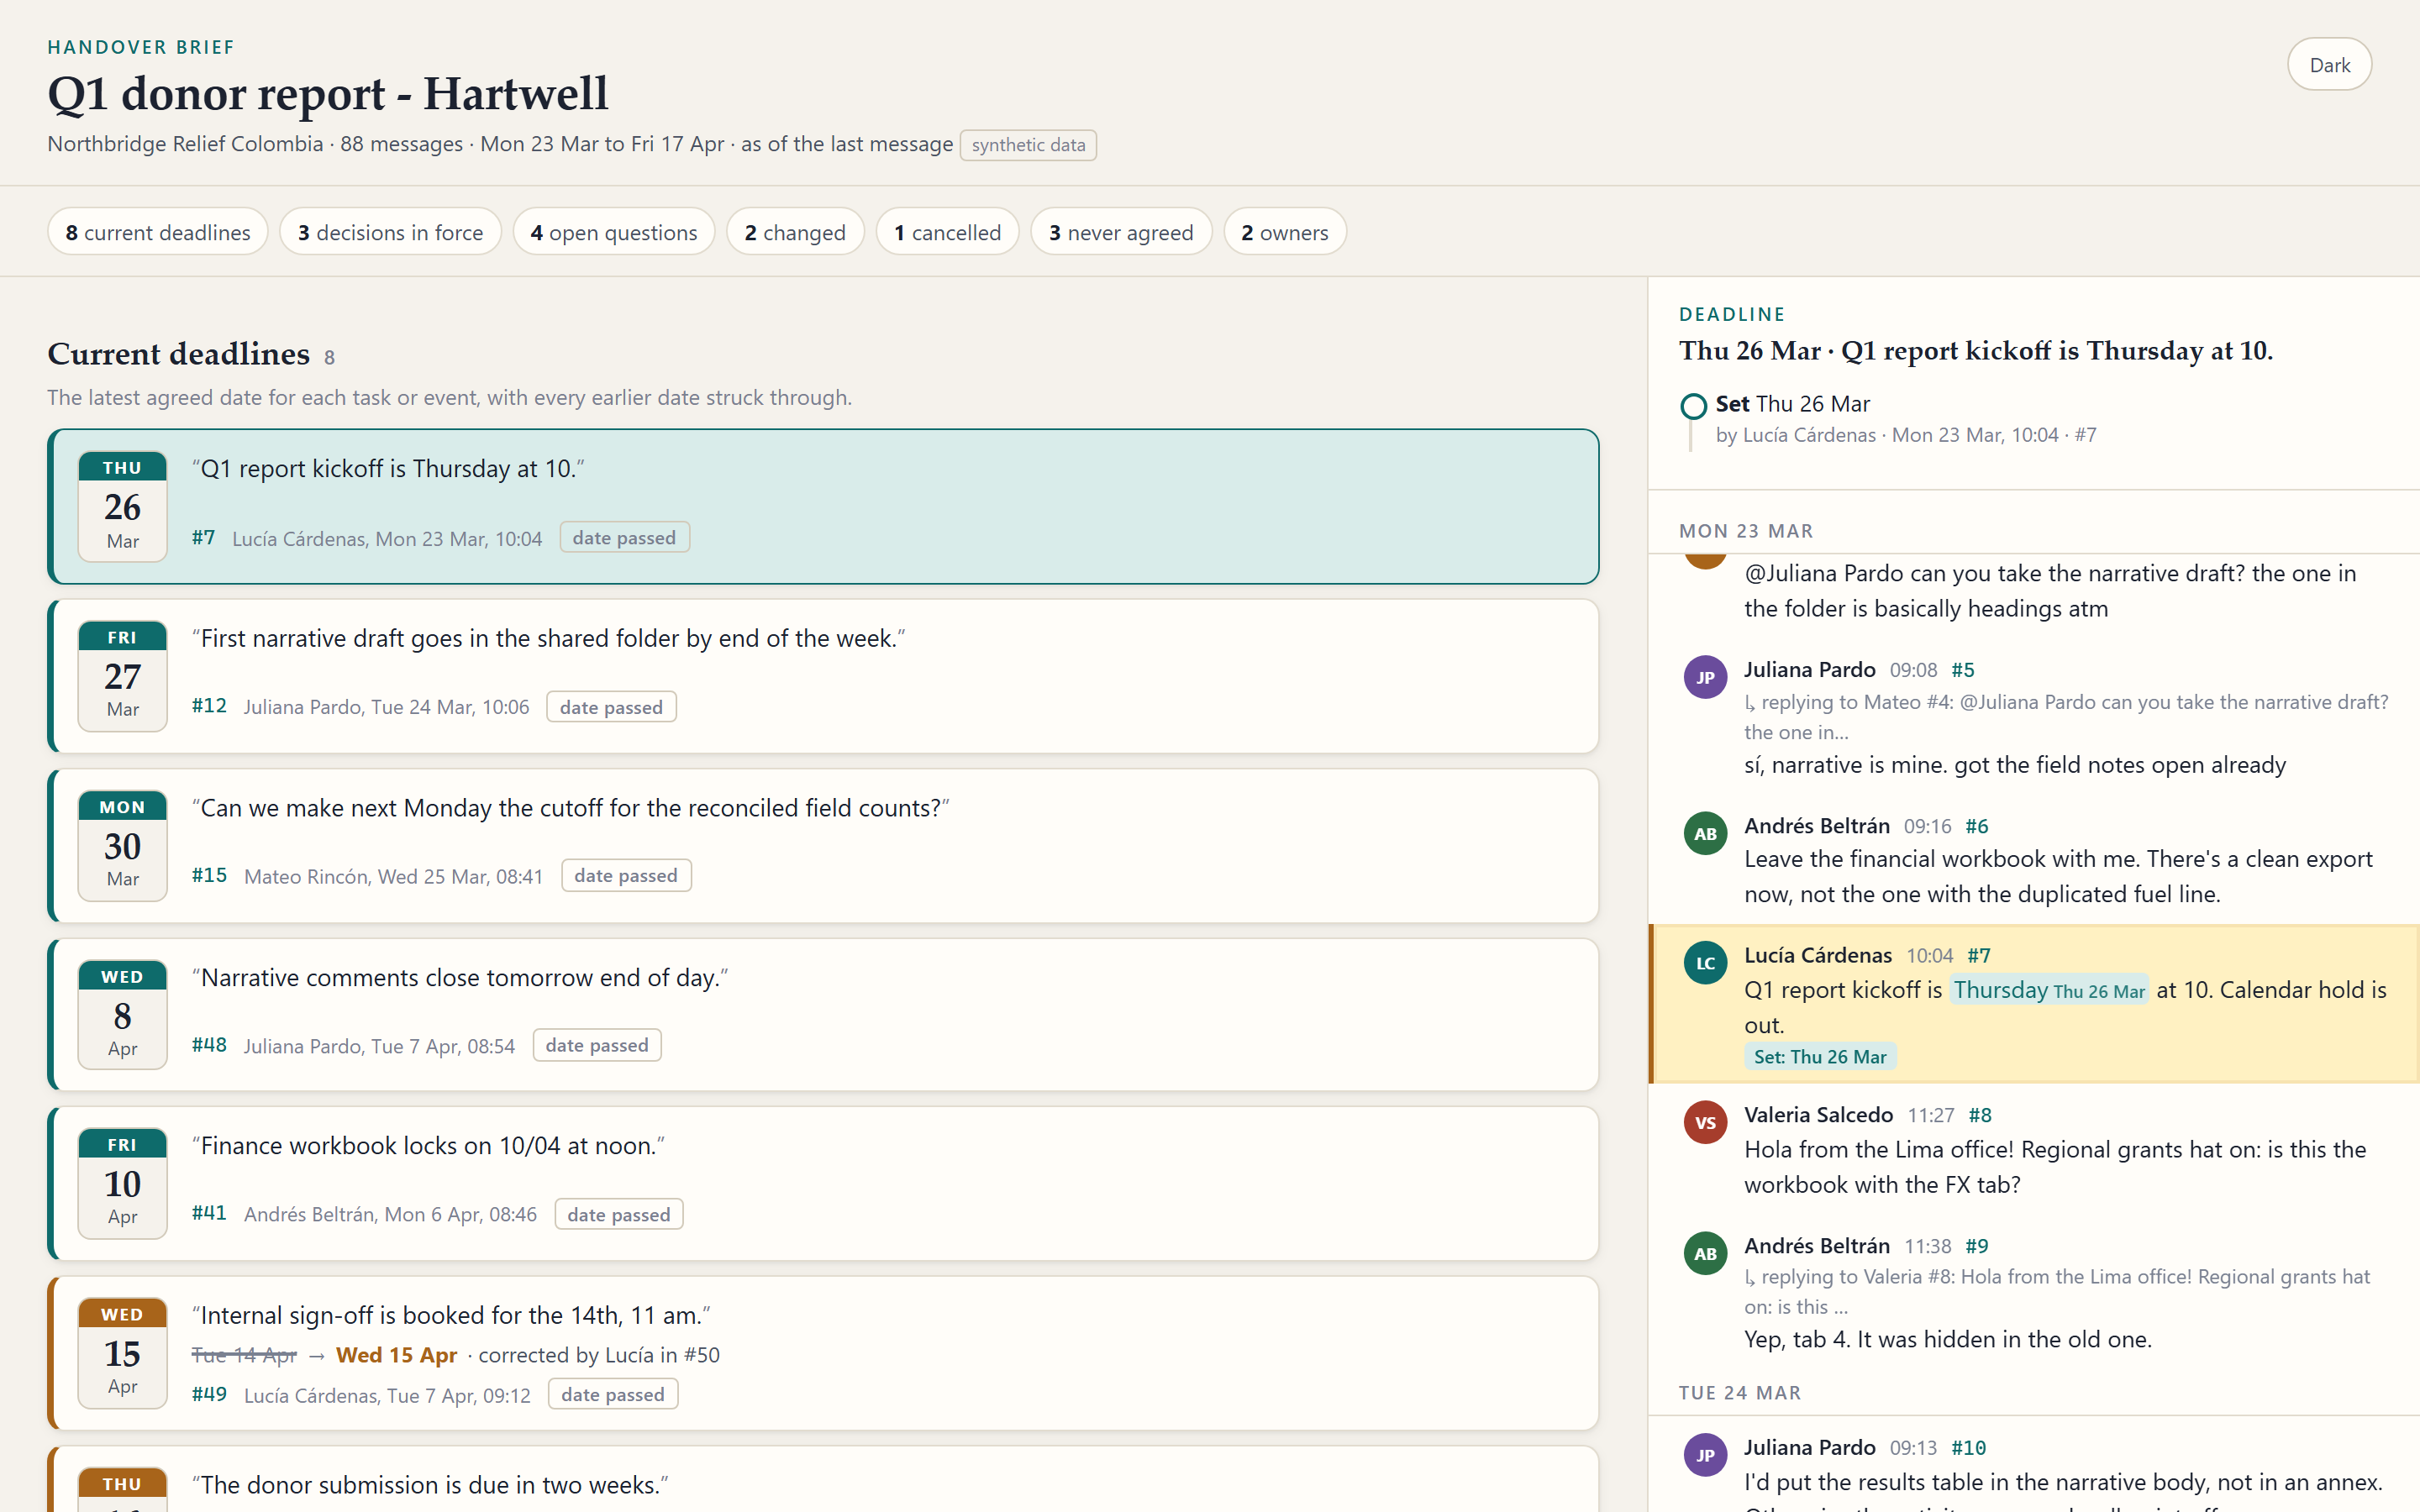 HANDOVER BRIEF
Q1 donor report - Hartwell
Northbridge Relief Colombia · 88 messages · Mon 23 Mar to Fri 17 Apr · as of the last message synthetic data
Dark
8 current deadlines 3 decisions in force 4 open questions 2 changed 1 cancelled 3 never agreed 2 owners
Current deadlines 8
The latest agreed date for each task or event, with every earlier date struck through.
THU
26
Mar
“Q1 report kickoff is Thursday at 10.”
#7 Lucía Cárdenas, Mon 23 Mar, 10:04 date passed
FRI
27
Mar
“First narrative draft goes in the shared folder by end of the week.”
#12 Juliana Pardo, Tue 24 Mar, 10:06 date passed
MON
30
Mar
“Can we make next Monday the cutoff for the reconciled field counts?”
#15 Mateo Rincón, Wed 25 Mar, 08:41 date passed
WED
8
Apr
“Narrative comments close tomorrow end of day.”
#48 Juliana Pardo, Tue 7 Apr, 08:54 date passed
FRI
10
Apr
“Finance workbook locks on 10/04 at noon.”
#41 Andrés Beltrán, Mon 6 Apr, 08:46 date passed
WED
15
Apr
“Internal sign-off is booked for the 14th, 11 am.”
Tue 14 Apr → Wed 15 Apr · corrected by Lucía in #50
#49 Lucía Cárdenas, Tue 7 Apr, 09:12 date passed
THU
“The donor submission is due in two weeks.”
DEADLINE
Thu 26 Mar · Q1 report kickoff is Thursday at 10.
Set Thu 26 Mar
by Lucía Cárdenas · Mon 23 Mar, 10:04 · #7
MON 23 MAR
@Juliana Pardo can you take the narrative draft? the one in
the folder is basically headings atm
JP Juliana Pardo 09:08 #5
↳ replying to Mateo #4: @Juliana Pardo can you take the narrative draft?
the one in...
sí, narrative is mine. got the field notes open already
AB Andrés Beltrán 09:16 #6
Leave the financial workbook with me. There's a clean export
now, not the one with the duplicated fuel line.
LC Lucía Cárdenas 10:04 #7
Q1 report kickoff is Thursday Thu 26 Mar at 10. Calendar hold is
out.
Set: Thu 26 Mar
VS Valeria Salcedo 11:27 #8
Hola from the Lima office! Regional grants hat on: is this the
workbook with the FX tab?
AB Andrés Beltrán 11:38 #9
↳ replying to Valeria #8: Hola from the Lima office! Regional grants hat
on: is this ...
Yep, tab 4. It was hidden in the old one.
TUE 24 MAR
JP Juliana Pardo 09:13 #10
I'd put the results table in the narrative body, not in an annex.